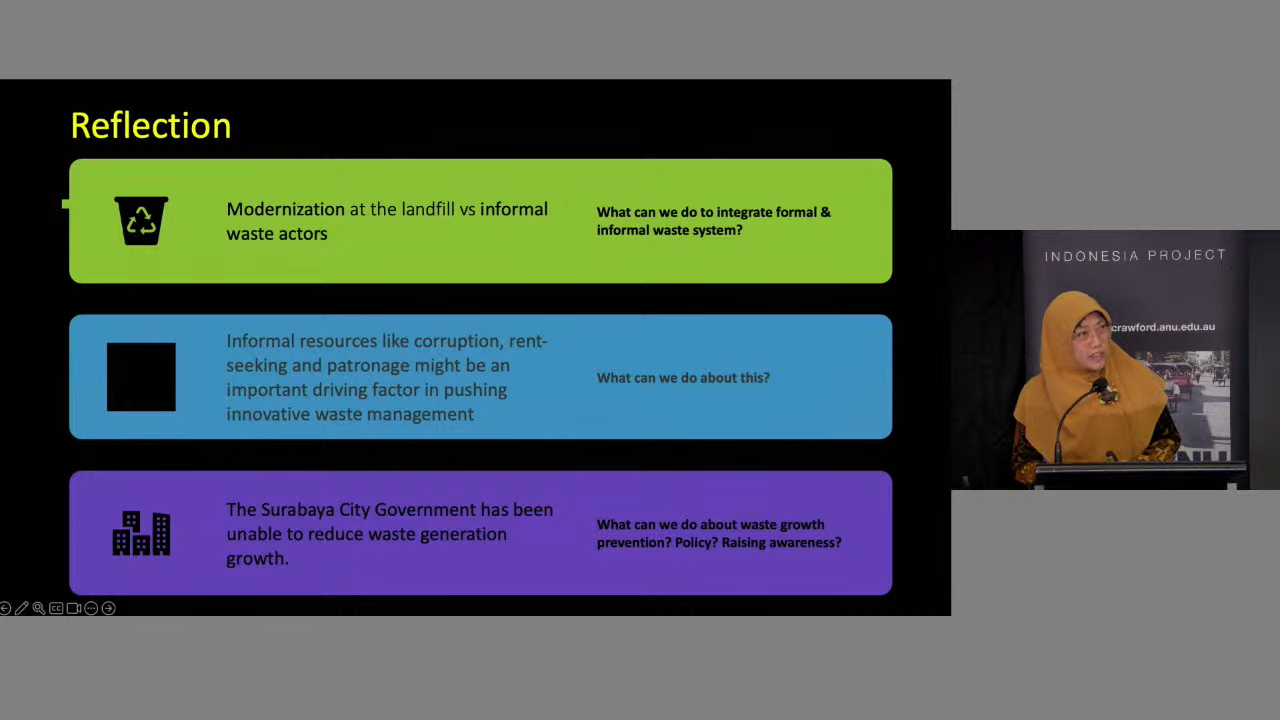 Reflection
Modernization at the landfill vs informal
waste actors
What can we do to integrate formal &
informal waste system?
Informal resources like corruption, rent-
seeking and patronage might be an
important driving factor in pushing
innovative waste management
What can we do about this?
The Surabaya City Government has been
unable to reduce waste generation
growth.
What can we do about waste growth
prevention? Policy? Raising awareness?
CC
INDONESIA PROJECT
crawford.anu.edu.au